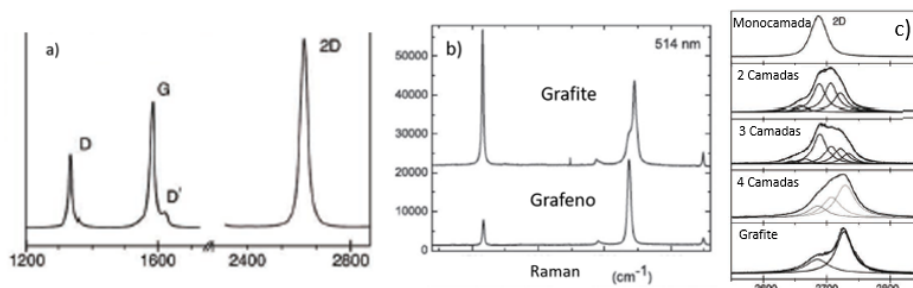 a)
D
G
D'
2D
1200
1600
2400
2800
b)
514 nm
50000
40000
30000
20000
10000
0
Grafite
Grafeno
Raman (cm-1)
c)
Monocamada
2D
2 Camadas
3 Camadas
4 Camadas
Grafite
2700